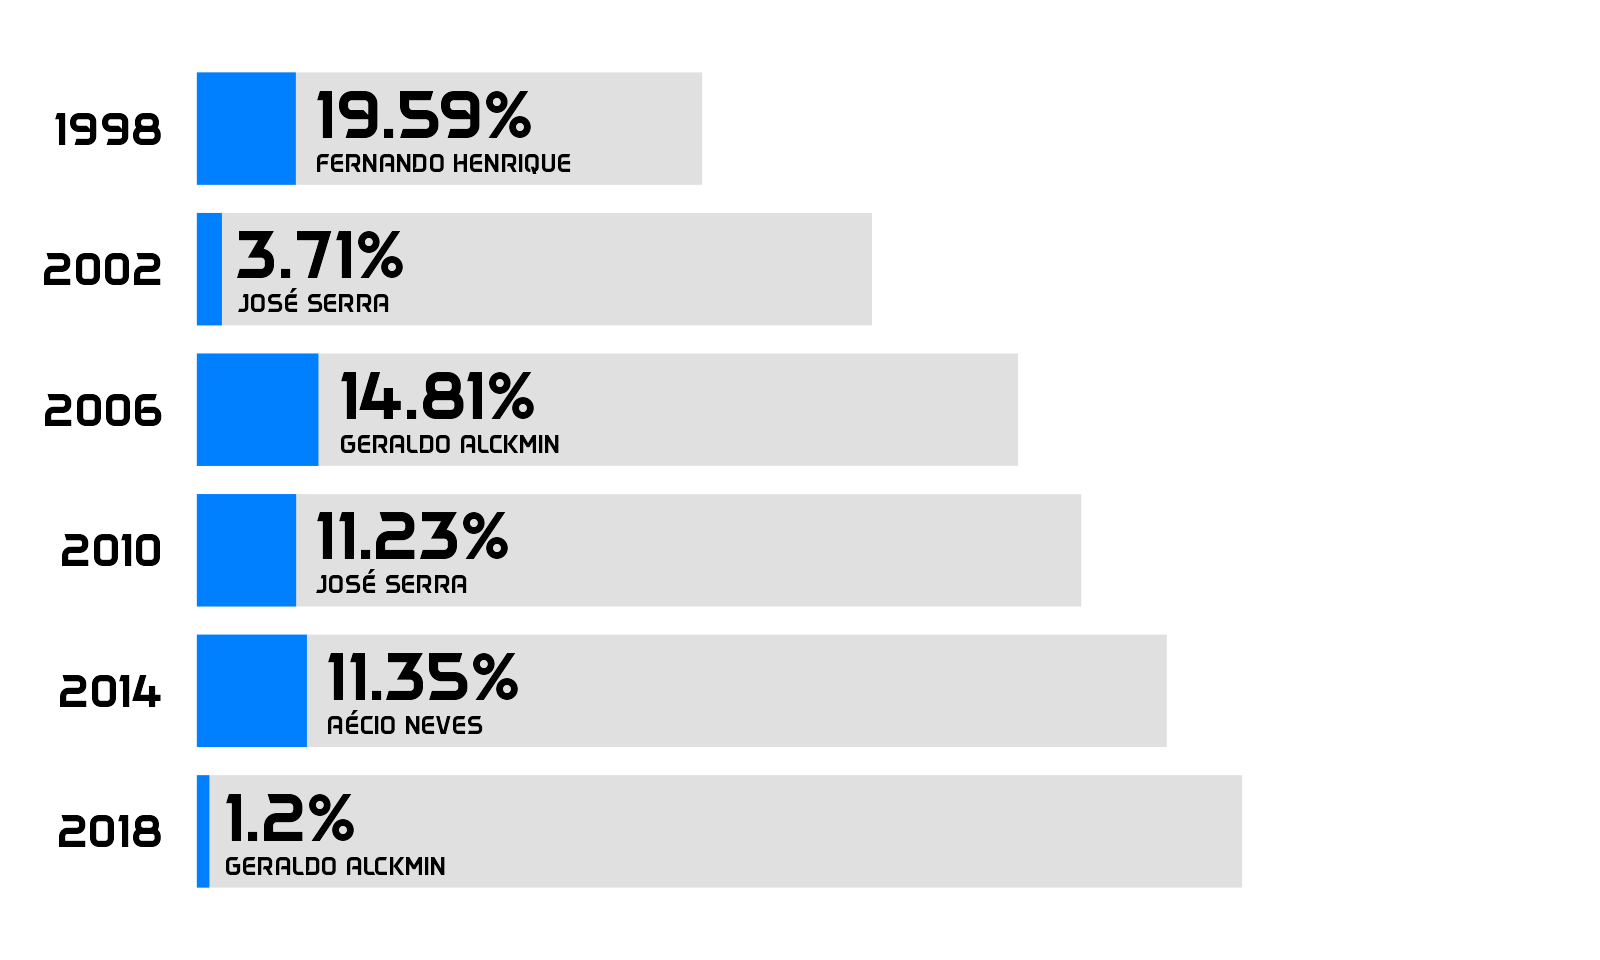 1998
19.59%
FERNANDO HENRIQUE
2002
3.71%
JOSÉ SERRA
2006
14.81%
GERALDO ALCKMIN
2010
11.23%
JOSÉ SERRA
2014
11.35%
AÉCIO NEVES
2018
1.2%
GERALDO ALCKMIN